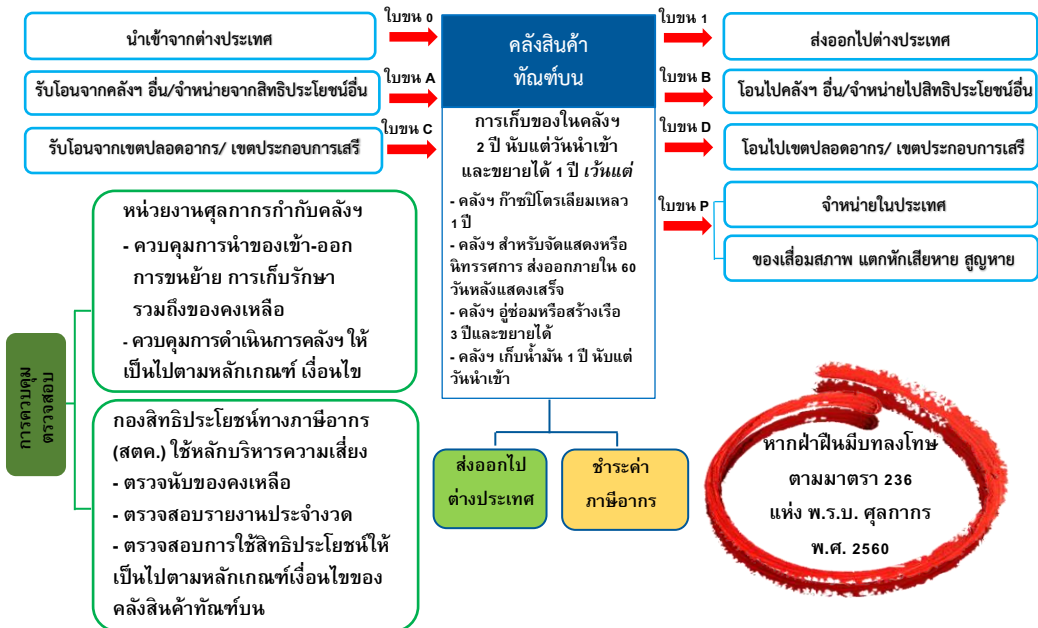 ใบขน 0
นำเข้าจากต่างประเทศ
ใบขน A
รับโอนจากคลังฯ อื่น/จำหน่ายจากสิทธิประโยชน์อื่น
ใบขน C
รับโอนจากเขตปลอดอากร/ เขตประกอบการเสรี
คลังสินค้า
ทัณฑ์บน
การเก็บของในคลังฯ
2 ปี นับแต่วันนำเข้า
และขยายได้ 1 ปี เว้นแต่
- คลังฯ ก๊าซปิโตรเลียมเหลว
1 ปี
- คลังฯ สำหรับจัดแสดงหรือ
นิทรรศการ ส่งออกภายใน 60
วันหลังแสดงเสร็จ
- คลังฯ อู่ซ่อมหรือสร้างเรือ
3 ปีและขยายได้
- คลังฯ เก็บน้ำมัน 1 ปี นับแต่
วันนำเข้า
ใบขน 1
ส่งออกไปต่างประเทศ
ใบขน B
โอนไปคลังฯ อื่น/จำหน่ายไปสิทธิประโยชน์อื่น
ใบขน D
โอนไปเขตปลอดอากร/ เขตประกอบการเสรี
ใบขน P
จำหน่ายในประเทศ
ของเสื่อมสภาพ แตกหักเสียหาย สูญหาย
การควบคุม
ตรวจสอบ
หน่วยงานศุลกากรกำกับคลังฯ
- ควบคุมการนำของเข้า-ออก
การขนย้าย การเก็บรักษา
รวมถึงของคงเหลือ
- ควบคุมการดำเนินการคลังฯ ให้
เป็นไปตามหลักเกณฑ์ เงื่อนไข
กองสิทธิประโยชน์ทางภาษีอากร
(สตค.) ใช้หลักบริหารความเสี่ยง
- ตรวจนับของคงเหลือ
- ตรวจสอบรายงานประจำงวด
- ตรวจสอบการใช้สิทธิประโยชน์ให้
เป็นไปตามหลักเกณฑ์เงื่อนไขของ
คลังสินค้าทัณฑ์บน
ส่งออกไป
ต่างประเทศ
ชำระค่า
ภาษีอากร
หากฝ่าฝืนมีบทลงโทษ
ตามมาตรา 236
แห่ง พ.ร.บ. ศุลกากร
พ.ศ. 2560